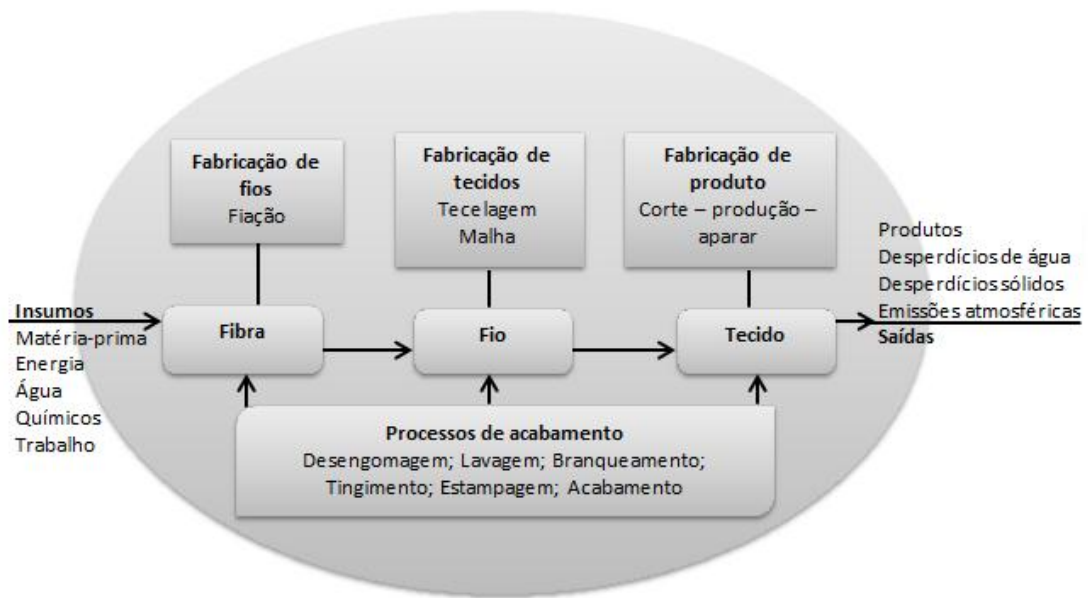 Fabricação de
fios
Fiação
Fabricação de
tecidos
Tecelagem
Malha
Fabricação de
produto
Corte – produção –
aparar
Insumos
Matéria-prima
Energia
Água
Químicos
Trabalho
Fibra
Fio
Tecido
Produtos
Desperdícios de água
Desperdícios sólidos
Emissões atmosféricas
Saídas
Processos de acabamento
Desengomagem; Lavagem; Branqueamento;
Tingimento; Estampagem; Acabamento